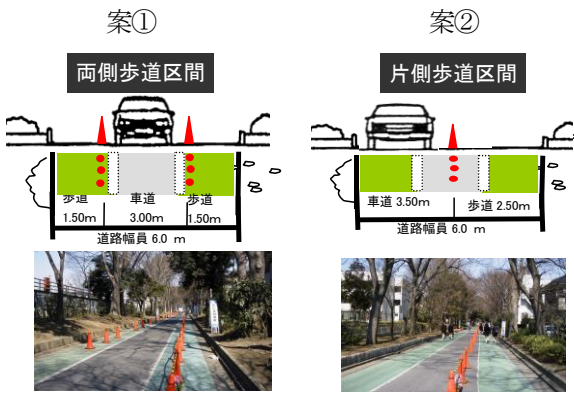 案①
両側歩道区間
歩道
1.50m
車道
3.00m
歩道
1.50m
道路幅員 6.0 m
案②
片側歩道区間
車道 3.50m
歩道 2.50m
道路幅員 6.0 m